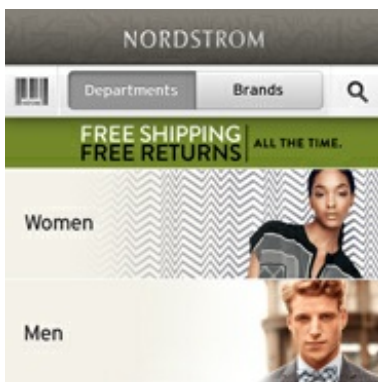 NORDSTROM
Departments Brands
FREE SHIPPING
FREE RETURNS
ALL THE TIME.
Women
Men